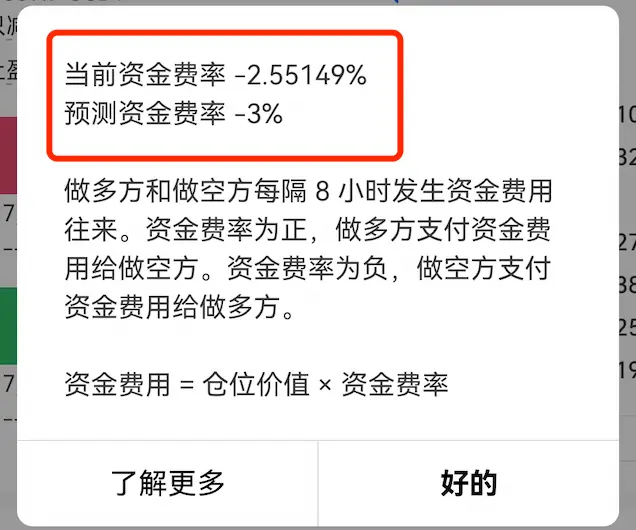 当前资金费率 -2.55149%
预测资金费率 -3%
做多方和做空方每隔 8 小时发生资金费用
往来。资金费率为正，做多方支付资金费
用给做空方。资金费率为负，做空方支付
资金费用给做多方。
资金费用 = 仓位价值 × 资金费率
了解更多
好的